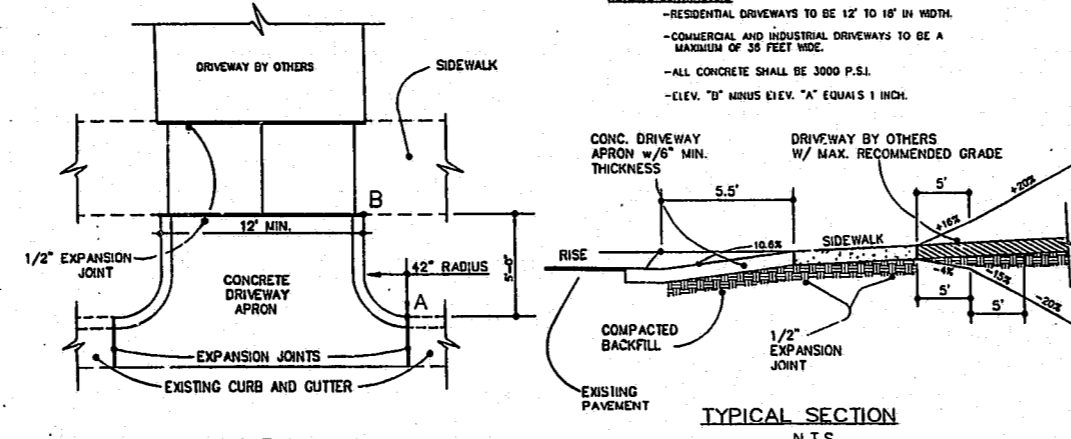 -RESIDENTIAL DRIVEWAYS TO BE 12' TO 18' IN WIDTH.
-COMMERCIAL AND INDUSTRIAL DRIVEWAYS TO BE A
MAXIMUM OF 36 FEET WIDE.
-ALL CONCRETE SHALL BE 3000 P.S.I.
-ELEV. "B" MINUS ELEV. "A" EQUALS 1 INCH.
DRIVEWAY BY OTHERS
SIDEWALK
B
12' MIN.
1/2" EXPANSION
JOINT
42" RADIUS
A
CONCRETE
DRIVEWAY
APRON
EXPANSION JOINTS
EXISTING CURB AND GUTTER
CONC. DRIVEWAY
APRON w/6" MIN.
THICKNESS
DRIVEWAY BY OTHERS
W/ MAX. RECOMMENDED GRADE
5.5'
5'
+20%
+16%
RISE
10.6%
SIDEWALK
-4%
-15%
-20%
5'
5'
COMPACTED
BACKFILL
1/2"
EXPANSION
JOINT
EXISTING
PAVEMENT
TYPICAL SECTION
N.T.S.